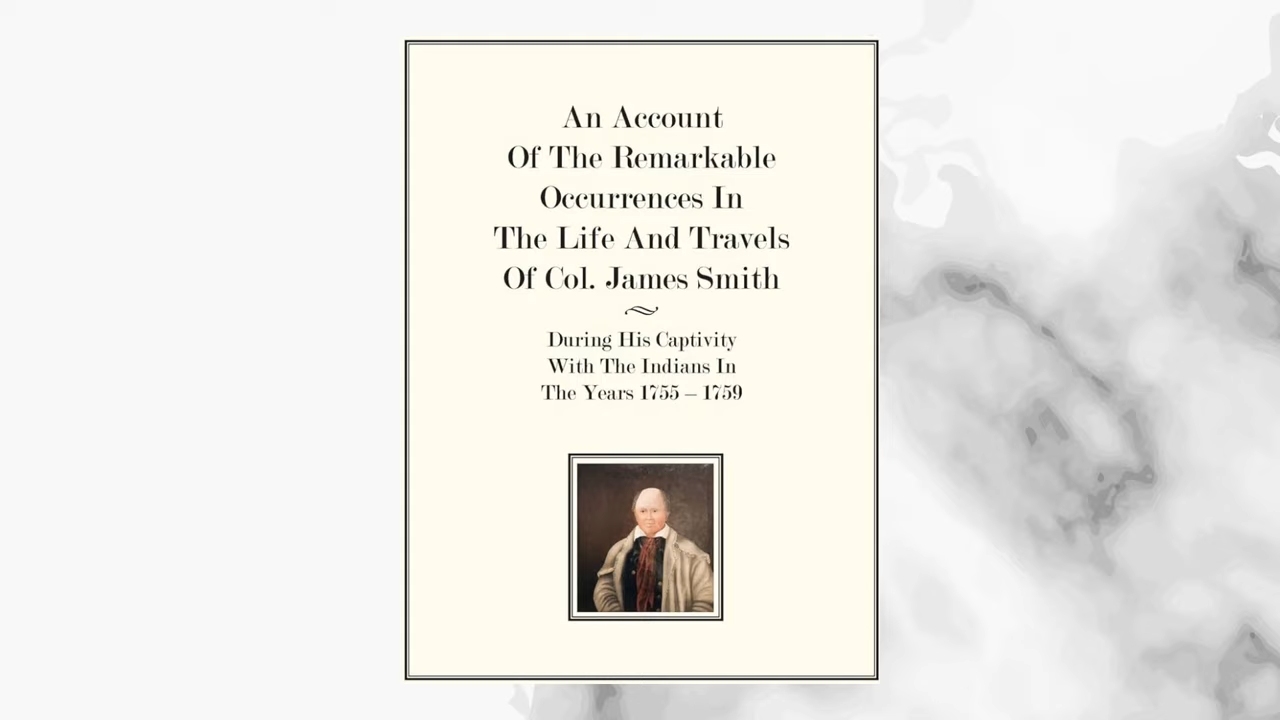 An Account
Of The Remarkable
Occurrences In
The Life And Travels
Of Col. James Smith
During His Captivity
With The Indians In
The Years 1755 – 1759